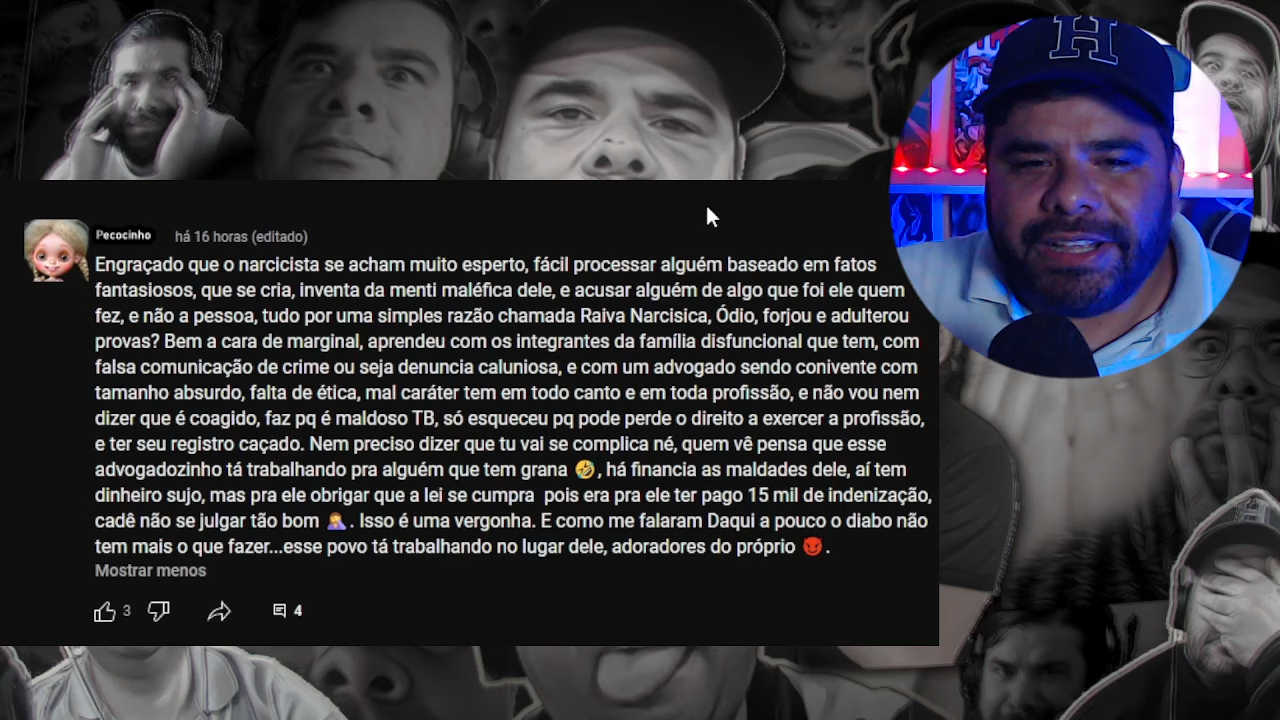 H
Pecocinho há 16 horas (editado)
Engraçado que o narcicista se acham muito esperto, fácil processar alguém baseado em fatos
fantasiosos, que se cria, inventa da menti maléfica dele, e acusar alguém de algo que foi ele quem
fez, e não a pessoa, tudo por uma simples razão chamada Raiva Narcisica, Ódio, forjou e adulterou
provas? Bem a cara de marginal, aprendeu com os integrantes da família disfuncional que tem, com
falsa comunicação de crime ou seja denuncia caluniosa, e com um advogado sendo conivente com
tamanho absurdo, falta de ética, mal caráter tem em todo canto e em toda profissão, e não vou nem
dizer que é coagido, faz pq é maldoso TB, só esqueceu pq pode perde o direito a exercer a profissão,
e ter seu registro caçado. Nem preciso dizer que tu vai se complica né, quem vê pensa que esse
advogadozinho tá trabalhando pra alguém que tem grana 🤣, há financia as maldades dele, aí tem
dinheiro sujo, mas pra ele obrigar que a lei se cumpra pois era pra ele ter pago 15 mil de indenização,
cadê não se julgar tão bom 🤦. Isso é uma vergonha. E como me falaram Daqui a pouco o diabo não
tem mais o que fazer...esse povo tá trabalhando no lugar dele, adoradores do próprio 😈.
Mostrar menos
3 4